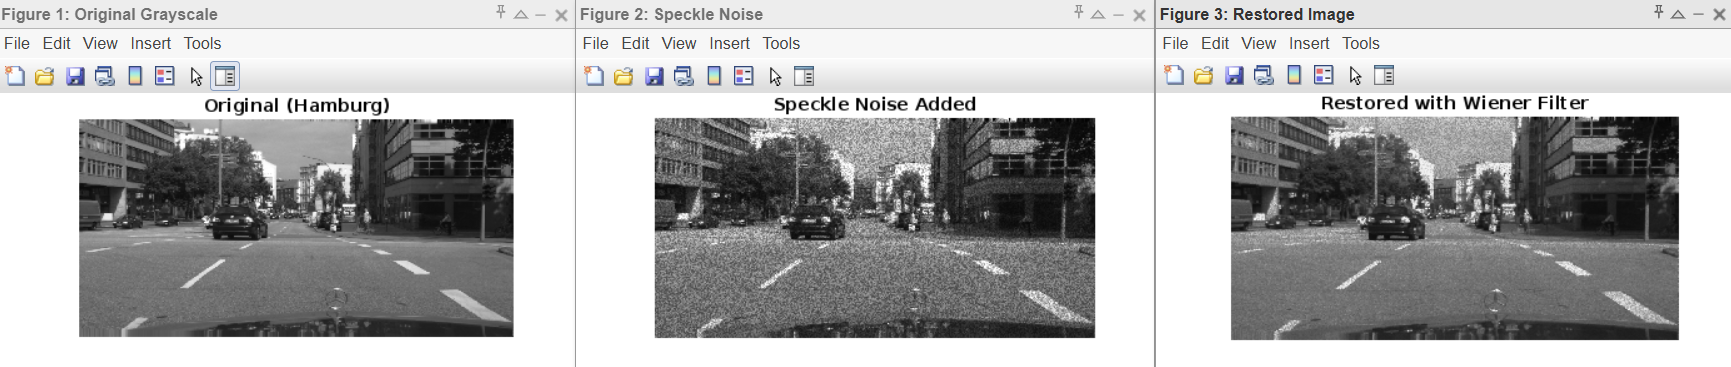 Figure 1: Original Grayscale
File Edit View Insert Tools
Original (Hamburg)
Figure 2: Speckle Noise
File Edit View Insert Tools
Speckle Noise Added
Figure 3: Restored Image
File Edit View Insert Tools
Restored with Wiener Filter